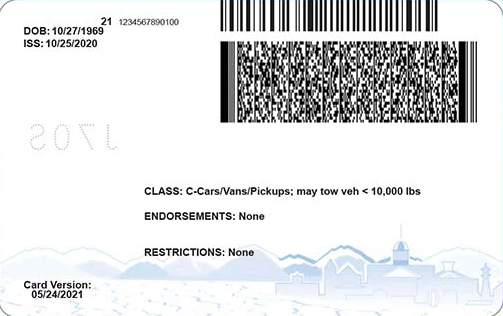 21 1234567890100
DOB: 10/27/1969
ISS: 10/25/2020
CLASS: C-Cars/Vans/Pickups; may tow veh < 10,000 lbs
ENDORSEMENTS: None
RESTRICTIONS: None
Card Version:
05/24/2021